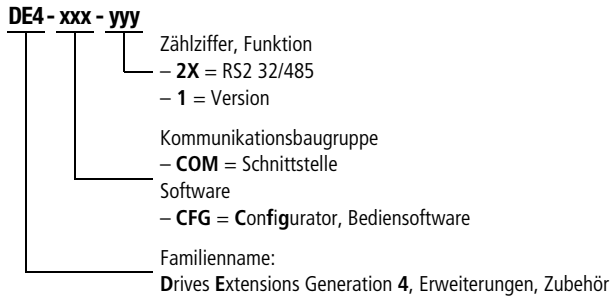 DE4 - xxx - yyy
Zählziffer, Funktion
– 2X = RS2 32/485
– 1 = Version
Kommunikationsbaugruppe
– COM = Schnittstelle
Software
– CFG = Configurator, Bediensoftware
Familienname:
Drives Extensions Generation 4, Erweiterungen, Zubehör